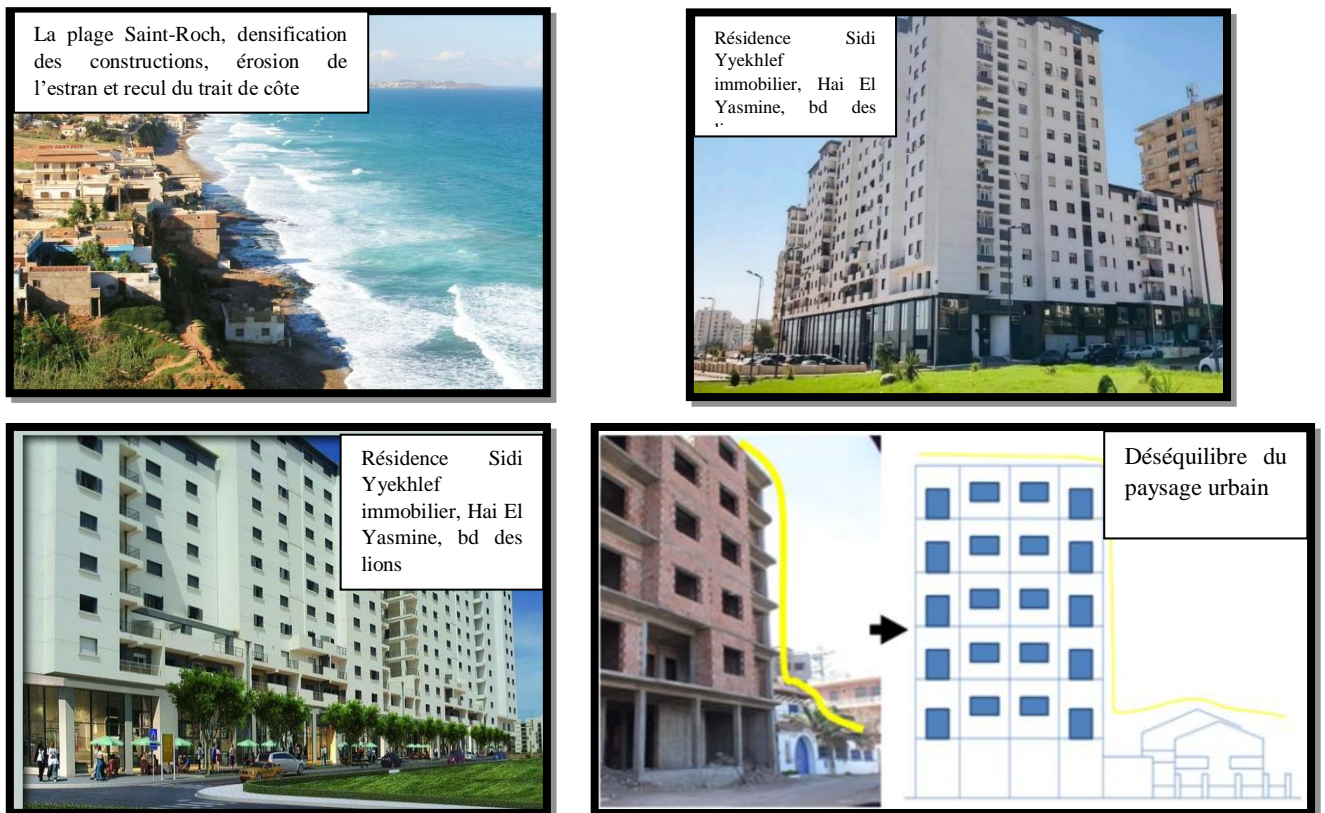 La plage Saint-Roch, densification
des constructions, érosion de
l'estran et recul du trait de côte
Résidence Sidi
Yyekhlef
immobilier, Hai El
Yasmine, bd des
Résidence Sidi
Yyekhlef
immobilier, Hai El
Yasmine, bd des
lions
Déséquilibre du
paysage urbain